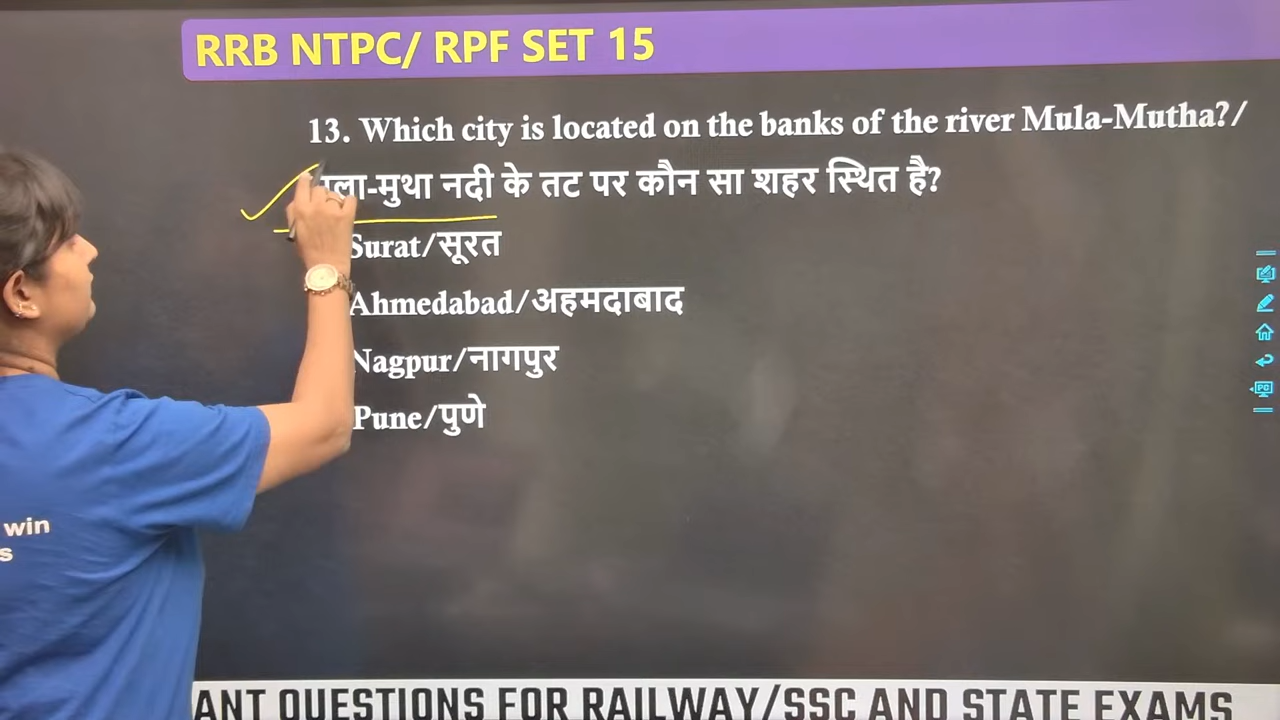 RRB NTPC/ RPF SET 15
13. Which city is located on the banks of the river Mula-Mutha?/
-मुथा नदी के तट पर कौन सा शहर स्थित है?
Surat/सूरत
Ahmedabad/अहमदाबाद
Nagpur/नागपुर
Pune/पुणे
win
s
PC
QUESTIONS FOR RAILWAY/SSC AND STATE EXAMS